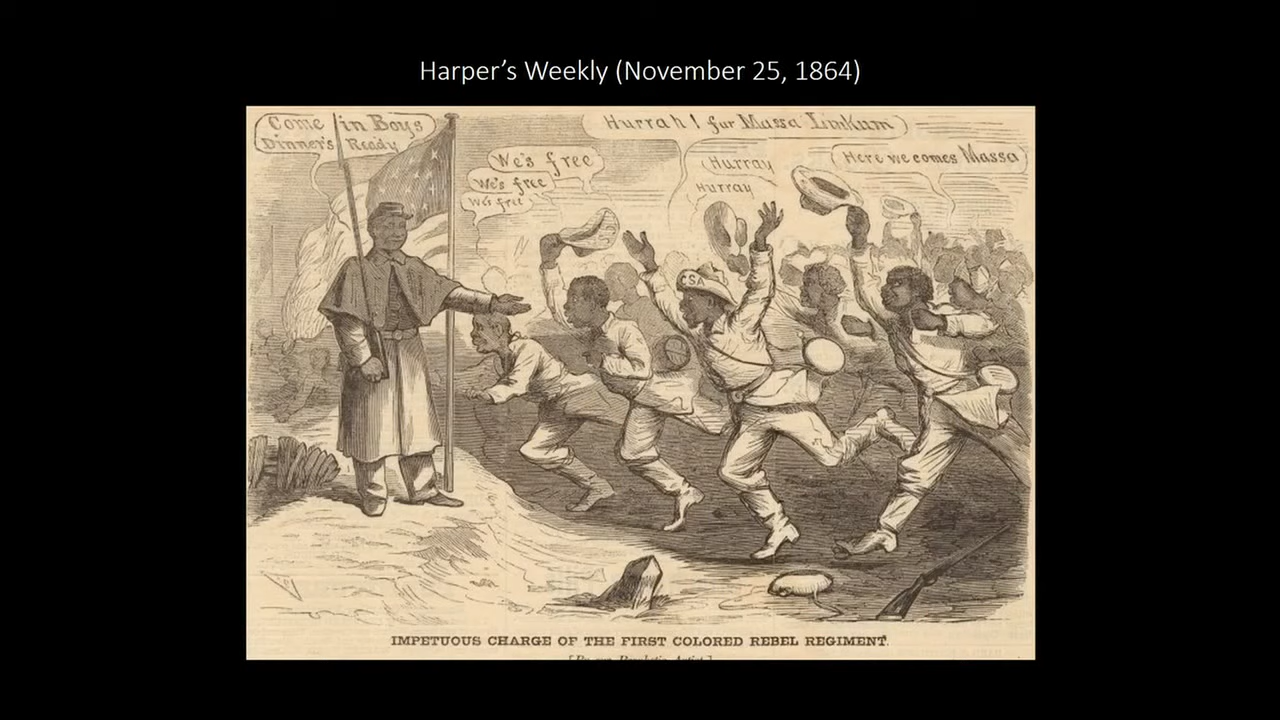 Harper's Weekly (November 25, 1864)
Come in Boys
Dinner's Ready
Hurrah! fur Massa Linkum
We's free
We's free
We's free
Hurray
Hurray
Here we comes Massa
CSA
IMPETUOUS CHARGE OF THE FIRST COLORED REBEL REGIMENT.